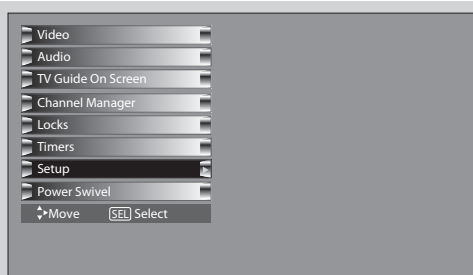 Video
Audio
TV Guide On Screen
Channel Manager
Locks
Timers
Setup
Power Swivel
Move SEL Select